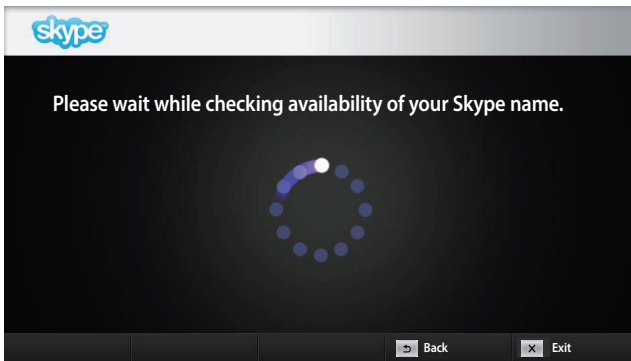 skype
Please wait while checking availability of your Skype name.
Back
X Exit